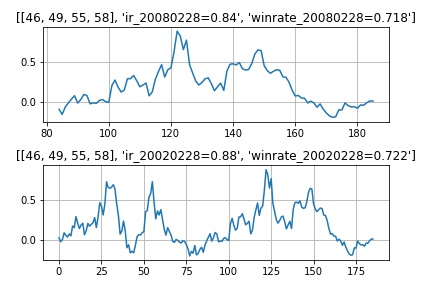 [[46, 49, 55, 58], 'ir_20080228=0.84', 'winrate_20080228=0.718']
0.5
0.0
80 100 120 140 160 180
[[46, 49, 55, 58], 'ir_20020228=0.88', 'winrate_20020228=0.722']
0.5
0.0
0 25 50 75 100 125 150 175